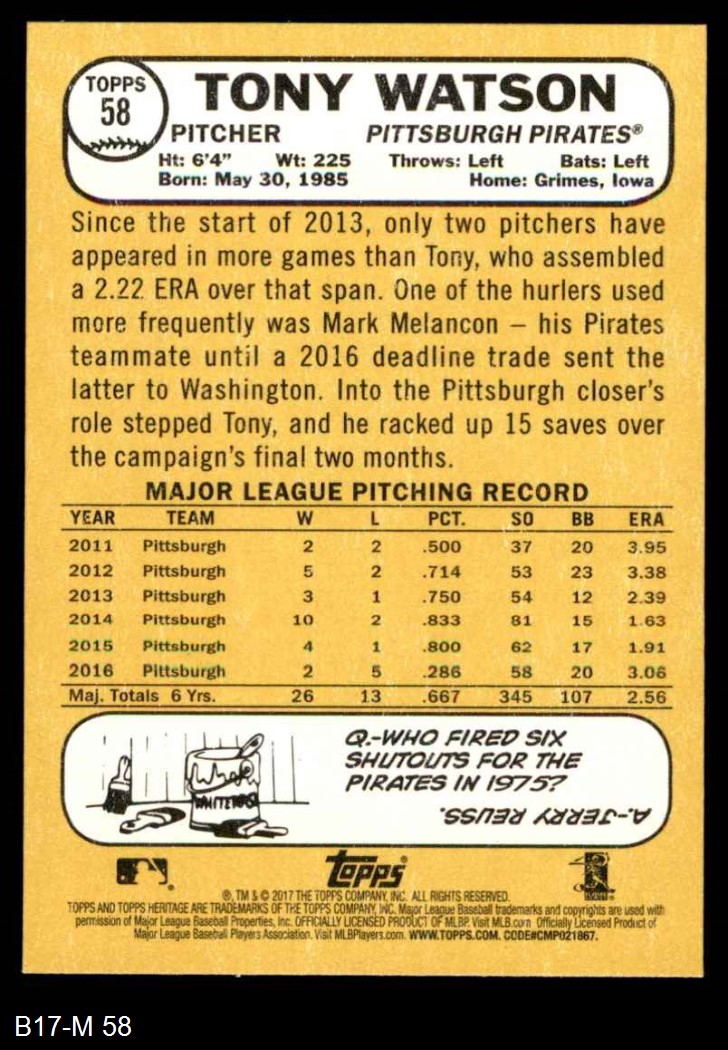 TOPPS
58
TONY WATSON
PITCHER PITTSBURGH PIRATES®
Ht: 6'4" Wt: 225 Throws: Left Bats: Left
Born: May 30, 1985 Home: Grimes, Iowa
Since the start of 2013, only two pitchers have
appeared in more games than Tony, who assembled
a 2.22 ERA over that span. One of the hurlers used
more frequently was Mark Melancon – his Pirates
teammate until a 2016 deadline trade sent the
latter to Washington. Into the Pittsburgh closer's
role stepped Tony, and he racked up 15 saves over
the campaign's final two months.
MAJOR LEAGUE PITCHING RECORD
YEAR TEAM W L PCT. SO BB ERA
2011 Pittsburgh 2 2 .500 37 20 3.95
2012 Pittsburgh 5 2 .714 53 23 3.38
2013 Pittsburgh 3 1 .750 54 12 2.39
2014 Pittsburgh 10 2 .833 81 15 1.63
2015 Pittsburgh 4 1 .800 62 17 1.91
2016 Pittsburgh 2 5 .286 58 20 3.06
Maj. Totals 6 Yrs. 26 13 .667 345 107 2.56
Q.-WHO FIRED SIX
SHUTOUTS FOR THE
PIRATES IN 1975?
A.-JERRY REUSS.
WHITEWASH
Topps®
®, TM & © 2017 THE TOPPS COMPANY, INC. ALL RIGHTS RESERVED.
TOPPS AND TOPPS HERITAGE ARE TRADEMARKS OF THE TOPPS COMPANY, INC. Major League Baseball trademarks and copyrights are used with
permission of Major League Baseball Properties, Inc. OFFICIALLY LICENSED PRODUCT OF MLBP. Visit MLB.com Officially Licensed Product of
Major League Baseball Players Association. Visit MLBPlayers.com. WWW.TOPPS.COM. CODE#CMP021867.
B17-M 58